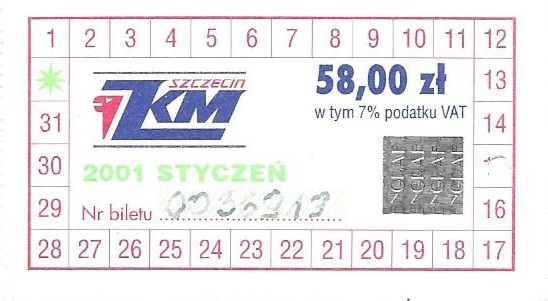 1 2 3 4 5 6 7 8 9 10 11 12
SZCZECIN
ZKM
58,00 zł
13
w tym 7% podatku VAT
31
14
30
2001 STYCZEŃ
29
Nr biletu
16
28 27 26 25 24 23 22 21 20 19 18 17